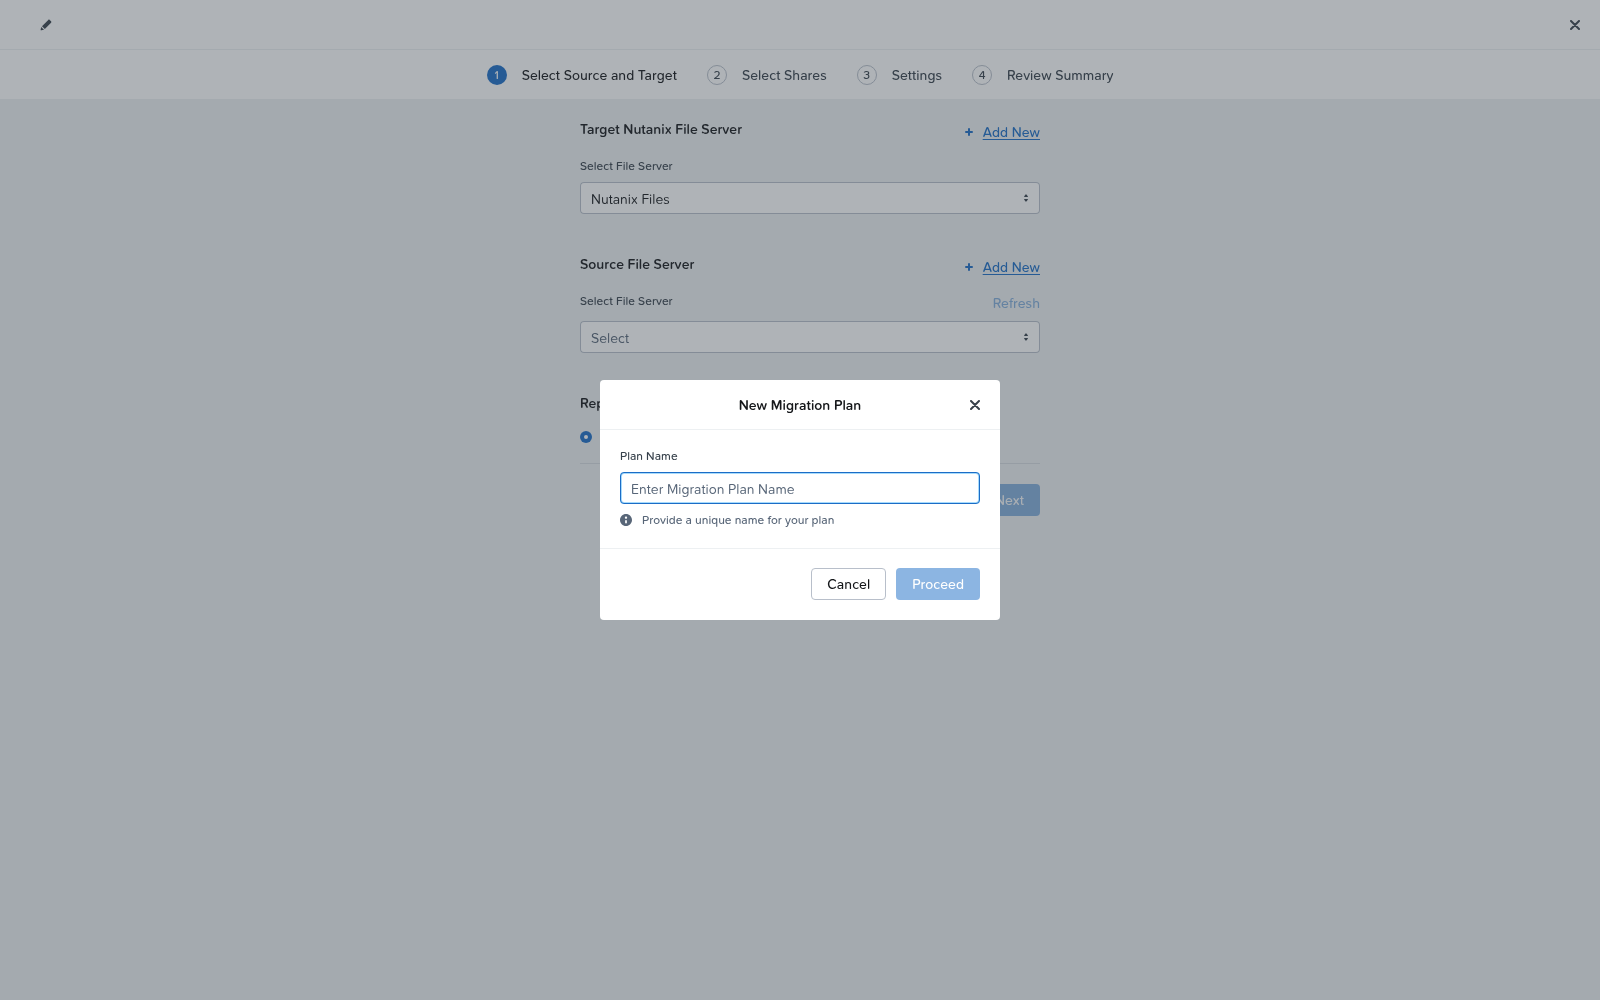 1 Select Source and Target 2 Select Shares 3 Settings 4 Review Summary
Target Nutanix File Server + Add New
Select File Server
Nutanix Files
Source File Server + Add New
Select File Server Refresh
Select
New Migration Plan
Plan Name
Enter Migration Plan Name
Next
Provide a unique name for your plan
Cancel Proceed